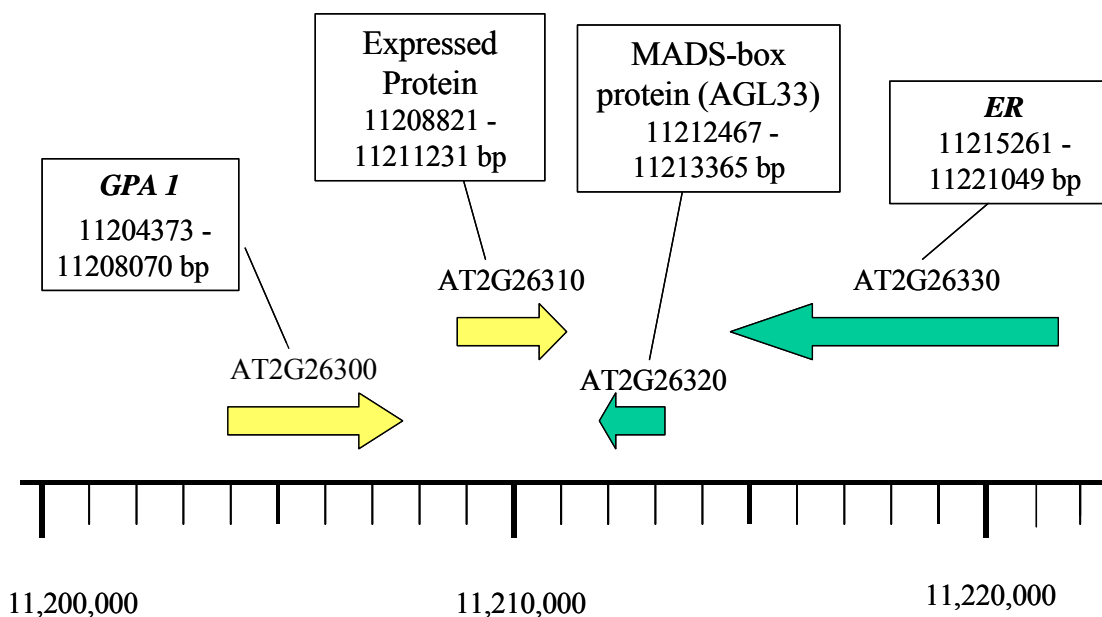 Expressed
Protein
11208821 -
11211231 bp
MADS-box
protein (AGL33)
11212467 -
11213365 bp
ER
11215261 -
11221049 bp
GPA 1
11204373 -
11208070 bp
AT2G26310
AT2G26330
AT2G26300
AT2G26320
11,200,000
11,210,000
11,220,000